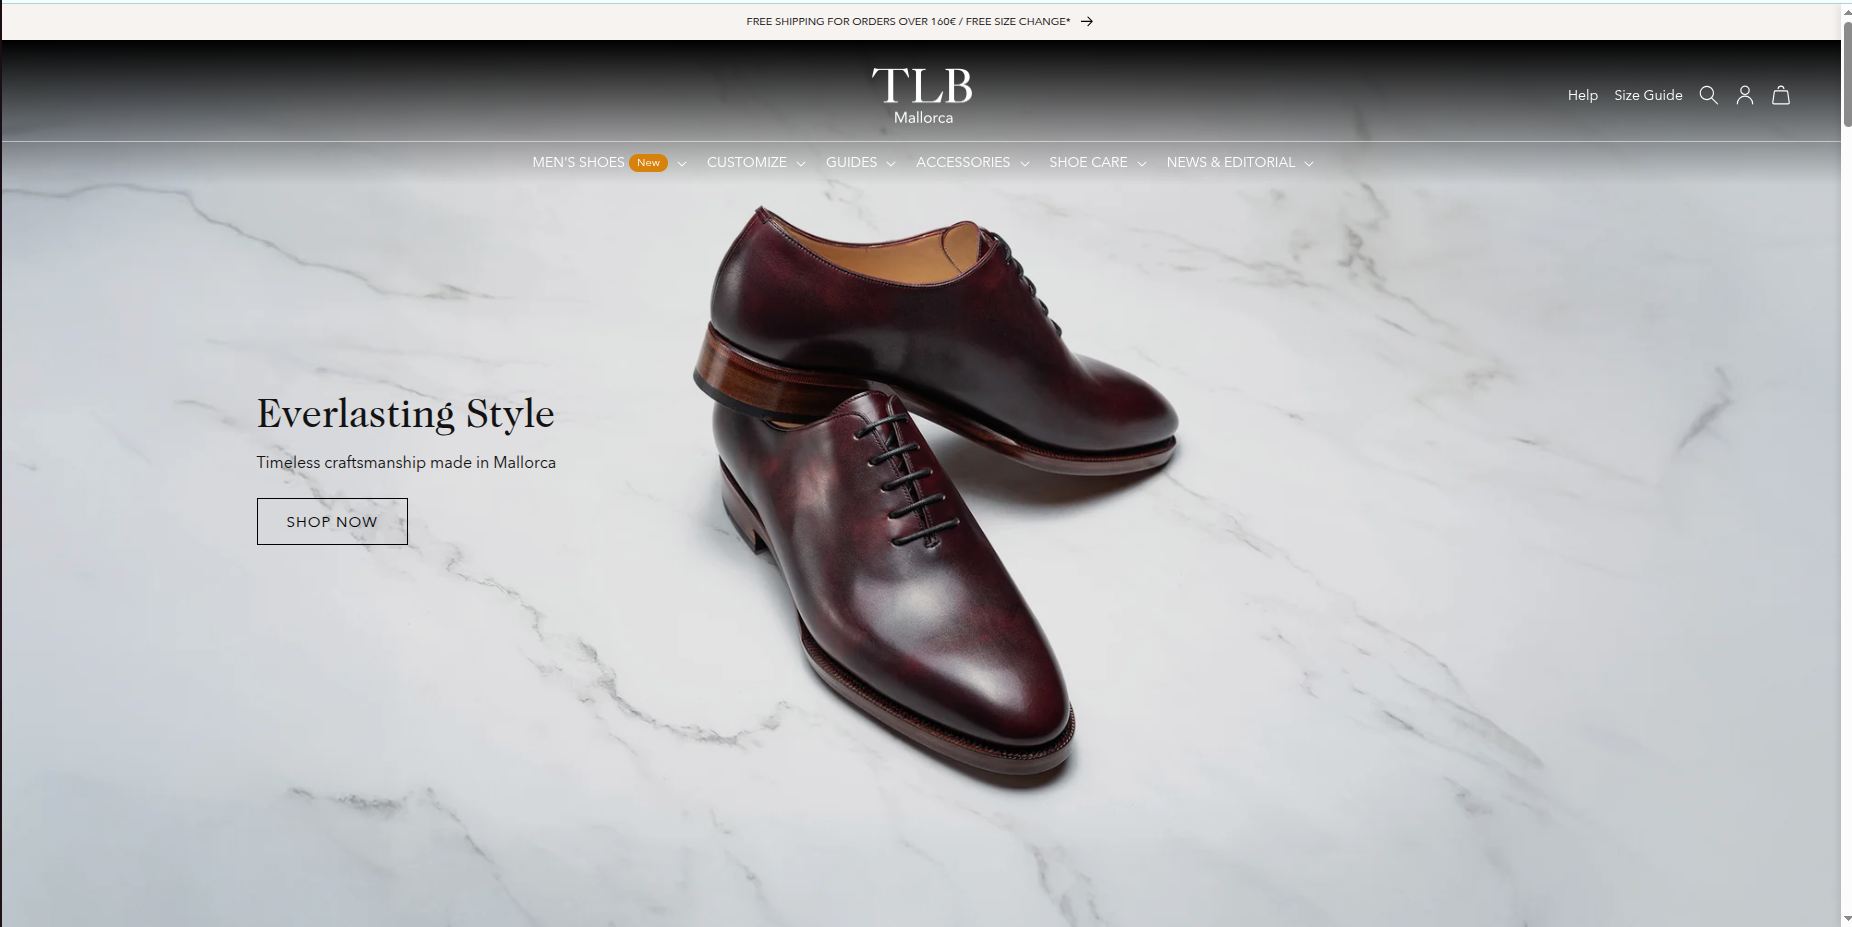 FREE SHIPPING FOR ORDERS OVER 160€ / FREE SIZE CHANGE*
TLB
Mallorca
Help Size Guide
MEN'S SHOES New CUSTOMIZE GUIDES ACCESSORIES SHOE CARE NEWS & EDITORIAL
Everlasting Style
Timeless craftsmanship made in Mallorca
SHOP NOW